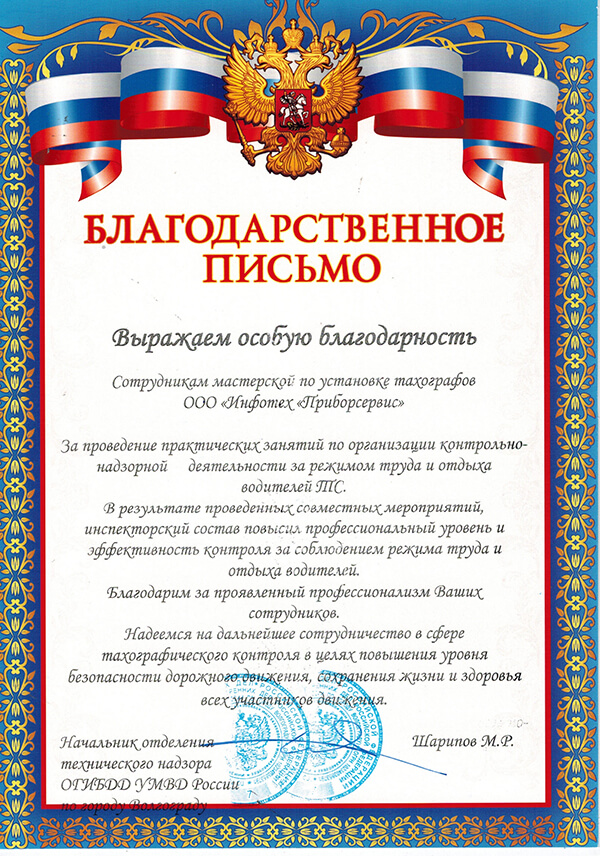 БЛАГОДАРСТВЕННОЕ
ПИСЬМО
Выражаем особую благодарность
Сотрудникам мастерской по установке тахографов
ООО «Инфотех «Приборсервис»
За проведение практических занятий по организации контрольно-
надзорной деятельности за режимом труда и отдыха
водителей ТС.
В результате проведенных совместных мероприятий,
инспекторский состав повысил профессиональный уровень и
эффективность контроля за соблюдением режима труда и
отдыха водителей.
Благодарим за проявленный профессионализм Ваших
сотрудников.
Надеемся на дальнейшее сотрудничество в сфере
тахографического контроля в целях повышения уровня
безопасности дорожного движения, сохранения жизни и здоровья
всех участников движения.
Начальник отделения
технического надзора
ОГИБДД УМВД России
по городу Волгограду
Шарипов М.Р.